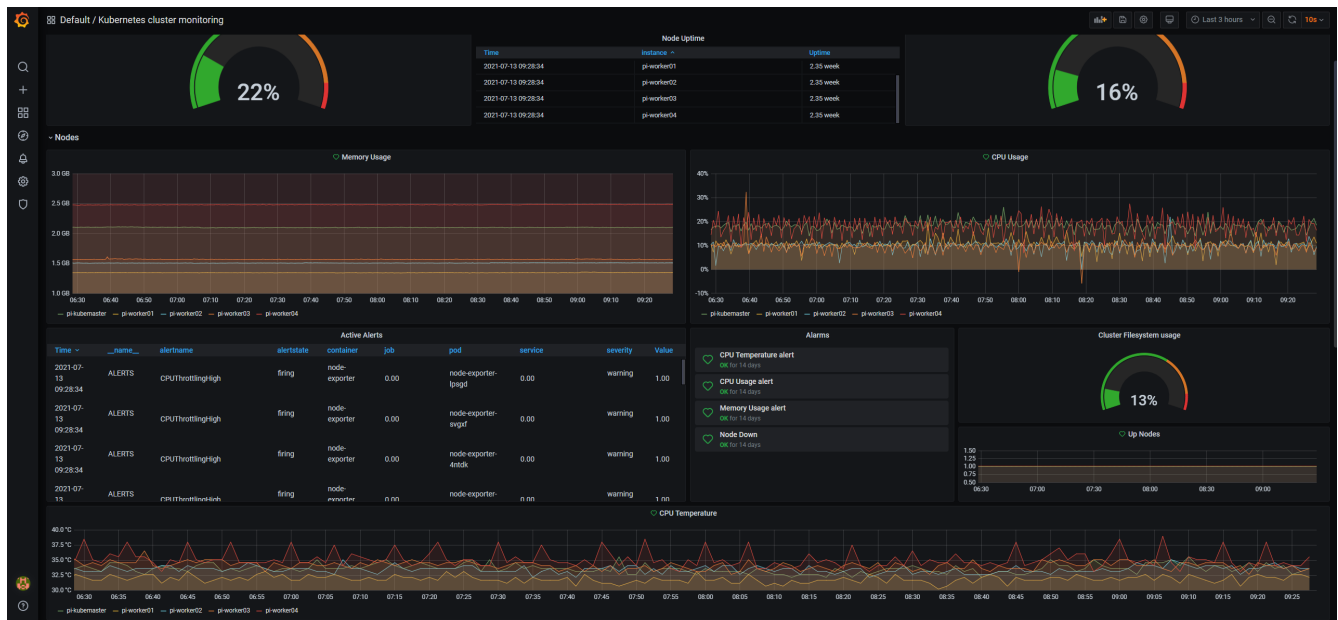 Default / Kubernetes cluster monitoring
Last 3 hours
10s
22%
Node Uptime
Time instance Uptime
2021-07-13 09:28:34 pi-worker01 2.35 week
2021-07-13 09:28:34 pi-worker02 2.35 week
2021-07-13 09:28:34 pi-worker03 2.35 week
2021-07-13 09:28:34 pi-worker04 2.35 week
16%
Nodes
Memory Usage
3.0 GB
2.5 GB
2.0 GB
1.5 GB
1.0 GB
06:30 06:40 06:50 07:00 07:10 07:20 07:30 07:40 07:50 08:00 08:10 08:20 08:30 08:40 08:50 09:00 09:10 09:20
pi-kubemaster pi-worker01 pi-worker02 pi-worker03 pi-worker04
CPU Usage
40%
30%
20%
10%
0%
-10%
06:30 06:40 06:50 07:00 07:10 07:20 07:30 07:40 07:50 08:00 08:10 08:20 08:30 08:40 08:50 09:00 09:10 09:20
pi-kubemaster pi-worker01 pi-worker02 pi-worker03 pi-worker04
Active Alerts
Time __name__ alertname alertstate container job pod service severity Value
2021-07-13 09:28:34 ALERTS CPUThrottlingHigh firing node-exporter 0.00 node-exporter-lpsgd 0.00 warning 1.00
2021-07-13 09:28:34 ALERTS CPUThrottlingHigh firing node-exporter 0.00 node-exporter-svgxf 0.00 warning 1.00
2021-07-13 09:28:34 ALERTS CPUThrottlingHigh firing node-exporter 0.00 node-exporter-4ntdk 0.00 warning 1.00
2021-07-13 ALERTS CPUThrottlingHigh firing node-exporter 0.00 node-exporter- 0.00 warning 1.00
Alarms
CPU Temperature alert
OK for 14 days
CPU Usage alert
OK for 14 days
Memory Usage alert
OK for 14 days
Node Down
OK for 14 days
Cluster Filesystem usage
13%
Up Nodes
1.50
1.25
1.00
0.75
0.50
06:30 07:00 07:30 08:00 08:30 09:00
CPU Temperature
40.0 °C
37.5 °C
35.0 °C
32.5 °C
30.0 °C
06:30 06:35 06:40 06:45 06:50 06:55 07:00 07:05 07:10 07:15 07:20 07:25 07:30 07:35 07:40 07:45 07:50 07:55 08:00 08:05 08:10 08:15 08:20 08:25 08:30 08:35 08:40 08:45 08:50 08:55 09:00 09:05 09:10 09:15 09:20 09:25
pi-kubemaster pi-worker01 pi-worker02 pi-worker03 pi-worker04